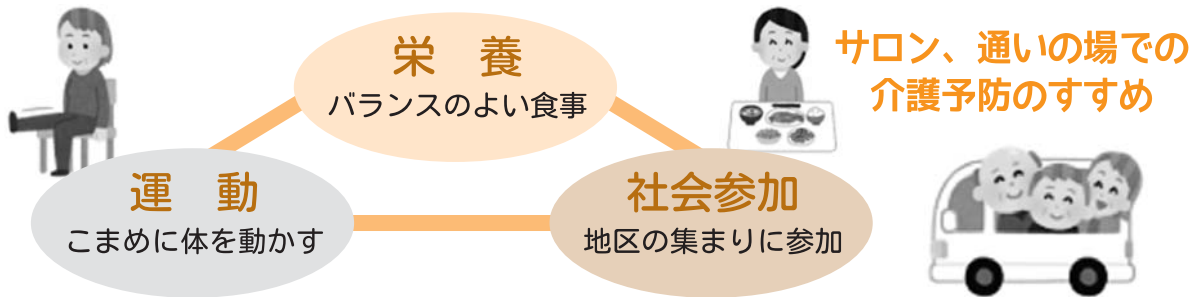 サロン、通いの場での
介護予防のすすめ
栄　養
バランスのよい食事
運　動
こまめに体を動かす
社会参加
地区の集まりに参加